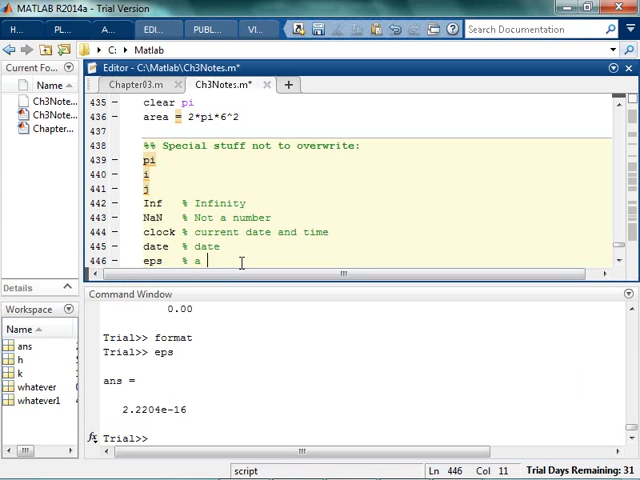 MATLAB R2014a - Trial Version
H... PL... A... ED... PUBL... VI... Search Documentation
C: Matlab
Current Fo... Editor - C:\Matlab\Ch3Notes.m*
Name Chapter03.m Ch3Notes.m*
Ch3Note...
Ch3Note...
Chapter...
435 clear pi
436 area = 2*pi*6^2
437
438 %% Special stuff not to overwrite:
439 pi
440 i
441 j
442 Inf % Infinity
443 NaN % Not a number
444 clock % current date and time
445 date % date
446 eps % a
Details
Command Window
Workspace
Name
ans
h
k
whatever
whatever1
0.00
Trial>> format
Trial>> eps
ans =
2.2204e-16
fx Trial>>
script Ln 446 Col 11 Trial Days Remaining: 31